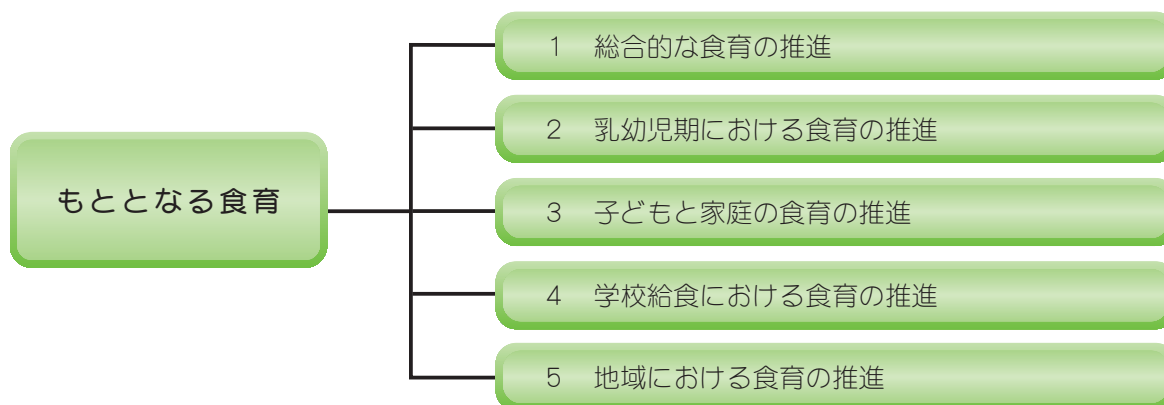 もととなる食育
1 総合的な食育の推進
2 乳幼児期における食育の推進
3 子どもと家庭の食育の推進
4 学校給食における食育の推進
5 地域における食育の推進